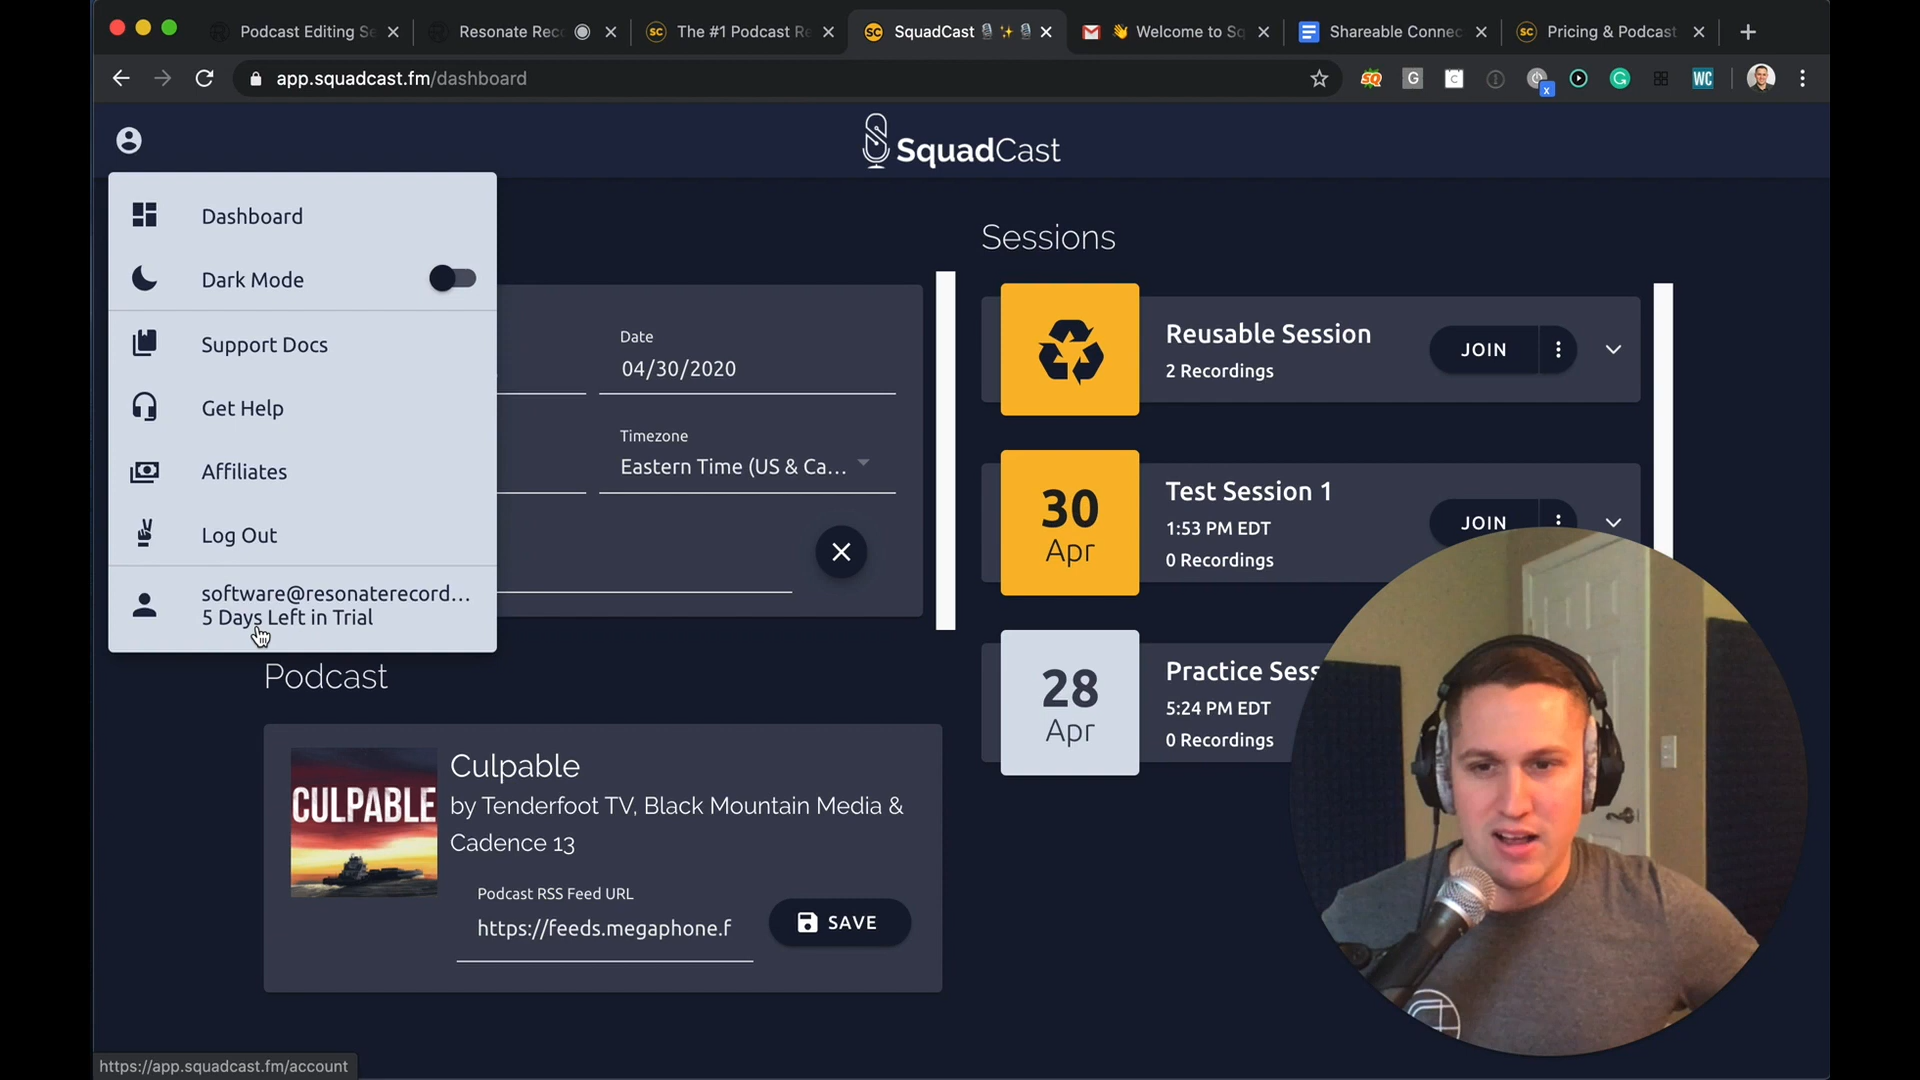 Podcast Editing Se
Resonate Reco
The #1 Podcast Re
SquadCast
Welcome to Sq
Shareable Connec
Pricing & Podcast
app.squadcast.fm/dashboard
SquadCast
Dashboard
Dark Mode
Support Docs
Get Help
Affiliates
Log Out
software@resonaterecord...
5 Days Left in Trial
Date
04/30/2020
Timezone
Eastern Time (US & Ca...
Sessions
Reusable Session
2 Recordings
JOIN
30
Apr
Test Session 1
1:53 PM EDT
0 Recordings
JOIN
28
Apr
Practice Sess
5:24 PM EDT
0 Recordings
Podcast
CULPABLE
Culpable
by Tenderfoot TV, Black Mountain Media &
Cadence 13
Podcast RSS Feed URL
https://feeds.megaphone.f
SAVE
https://app.squadcast.fm/account